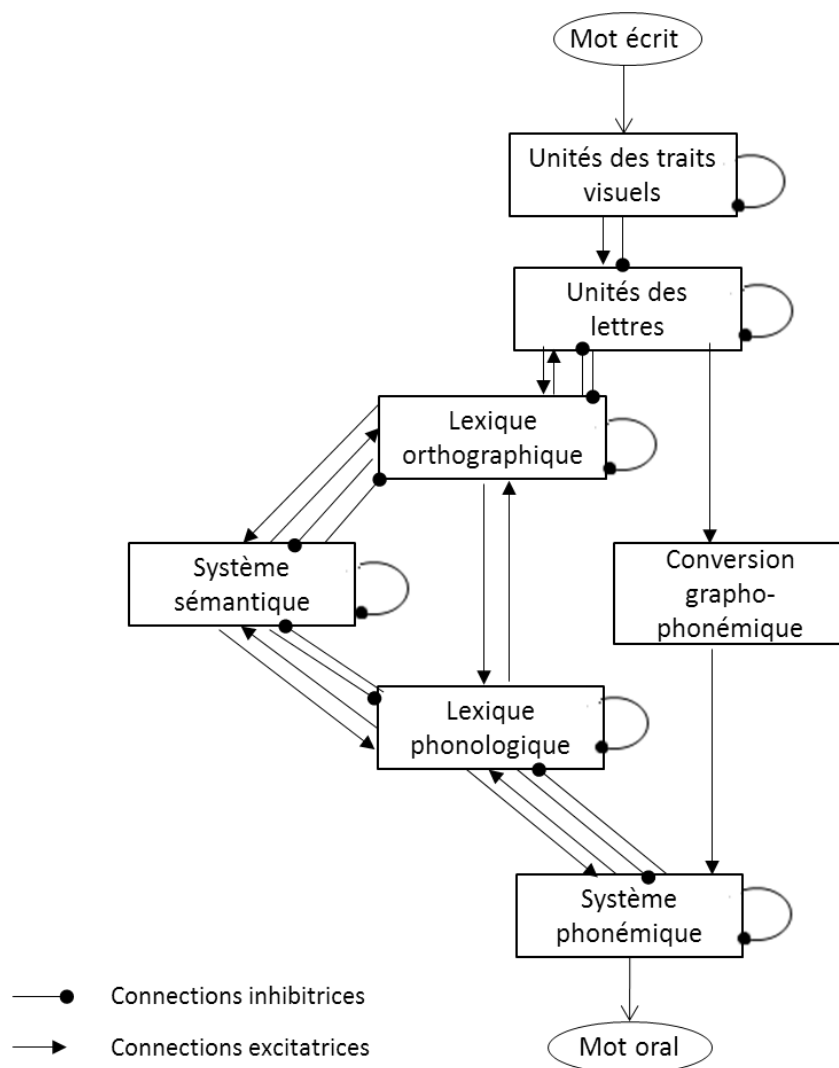 Mot écrit
Unités des traits
visuels
Unités des
lettres
Lexique
orthographique
Système
sémantique
Conversion
grapho-
phonémique
Lexique
phonologique
Système
phonémique
Connections inhibitrices
Connections excitatrices
Mot oral